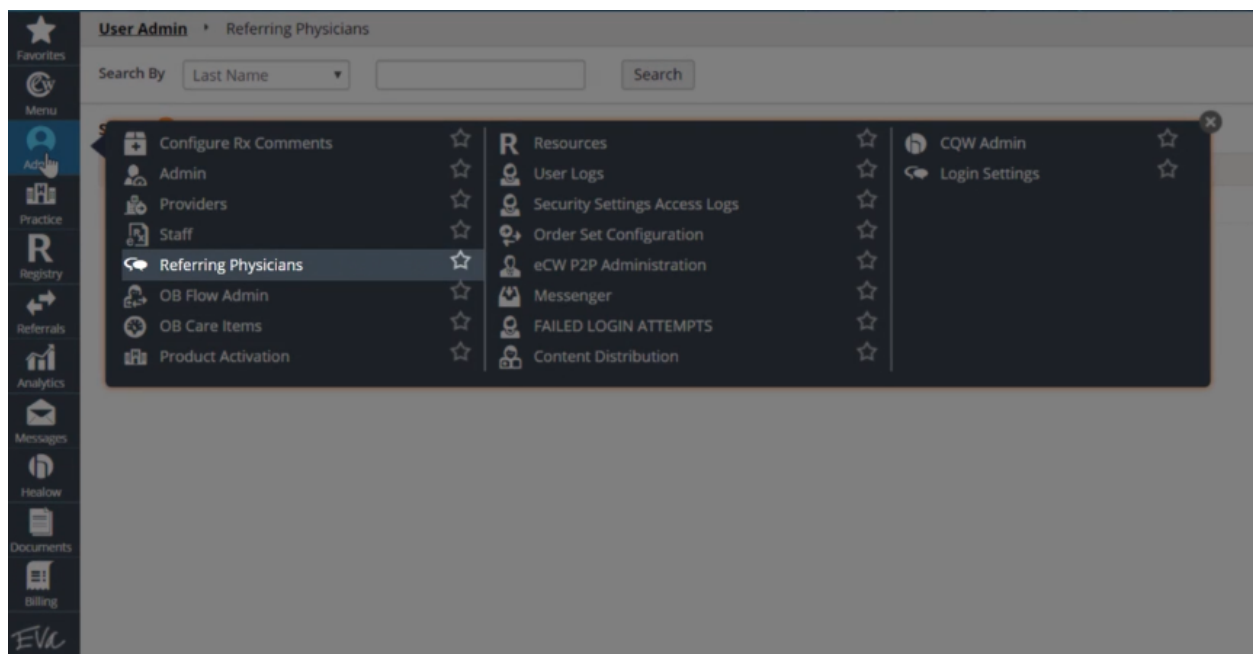 User Admin Referring Physicians
Search By Last Name Search
Favorites
Menu
Practice
Registry
Referrals
Analytics
Messages
Healow
Documents
Billing
EVA
Configure Rx Comments
Admin
Providers
Staff
Referring Physicians
OB Flow Admin
OB Care Items
Product Activation
R Resources
User Logs
Security Settings Access Logs
Order Set Configuration
eCW P2P Administration
Messenger
FAILED LOGIN ATTEMPTS
Content Distribution
CQW Admin
Login Settings